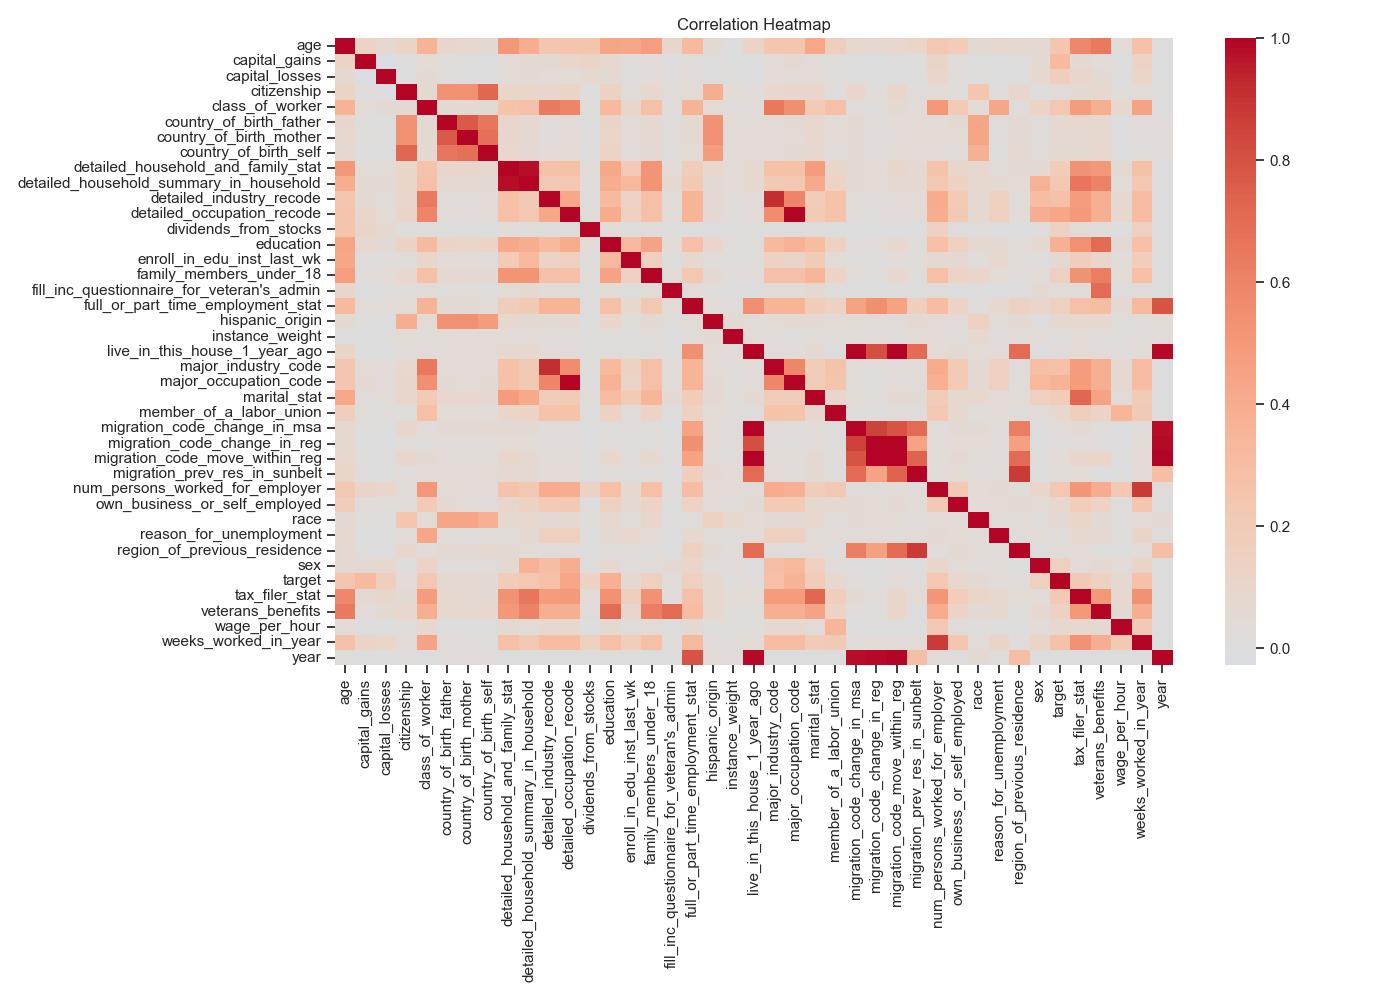 Correlation Heatmap
age
capital_gains
capital_losses
citizenship
class_of_worker
country_of_birth_father
country_of_birth_mother
country_of_birth_self
detailed_household_and_family_stat
detailed_household_summary_in_household
detailed_industry_recode
detailed_occupation_recode
dividends_from_stocks
education
enroll_in_edu_inst_last_wk
family_members_under_18
fill_inc_questionnaire_for_veteran's_admin
full_or_part_time_employment_stat
hispanic_origin
instance_weight
live_in_this_house_1_year_ago
major_industry_code
major_occupation_code
marital_stat
member_of_a_labor_union
migration_code_change_in_msa
migration_code_change_in_reg
migration_code_move_within_reg
migration_prev_res_in_sunbelt
num_persons_worked_for_employer
own_business_or_self_employed
race
reason_for_unemployment
region_of_previous_residence
sex
target
tax_filer_stat
veterans_benefits
wage_per_hour
weeks_worked_in_year
year
age
capital_gains
capital_losses
citizenship
class_of_worker
country_of_birth_father
country_of_birth_mother
country_of_birth_self
detailed_household_and_family_stat
detailed_household_summary_in_household
detailed_industry_recode
detailed_occupation_recode
dividends_from_stocks
education
enroll_in_edu_inst_last_wk
family_members_under_18
fill_inc_questionnaire_for_veteran's_admin
full_or_part_time_employment_stat
hispanic_origin
instance_weight
live_in_this_house_1_year_ago
major_industry_code
major_occupation_code
marital_stat
member_of_a_labor_union
migration_code_change_in_msa
migration_code_change_in_reg
migration_code_move_within_reg
migration_prev_res_in_sunbelt
num_persons_worked_for_employer
own_business_or_self_employed
race
reason_for_unemployment
region_of_previous_residence
sex
target
tax_filer_stat
veterans_benefits
wage_per_hour
weeks_worked_in_year
year
1.0
0.8
0.6
0.4
0.2
0.0